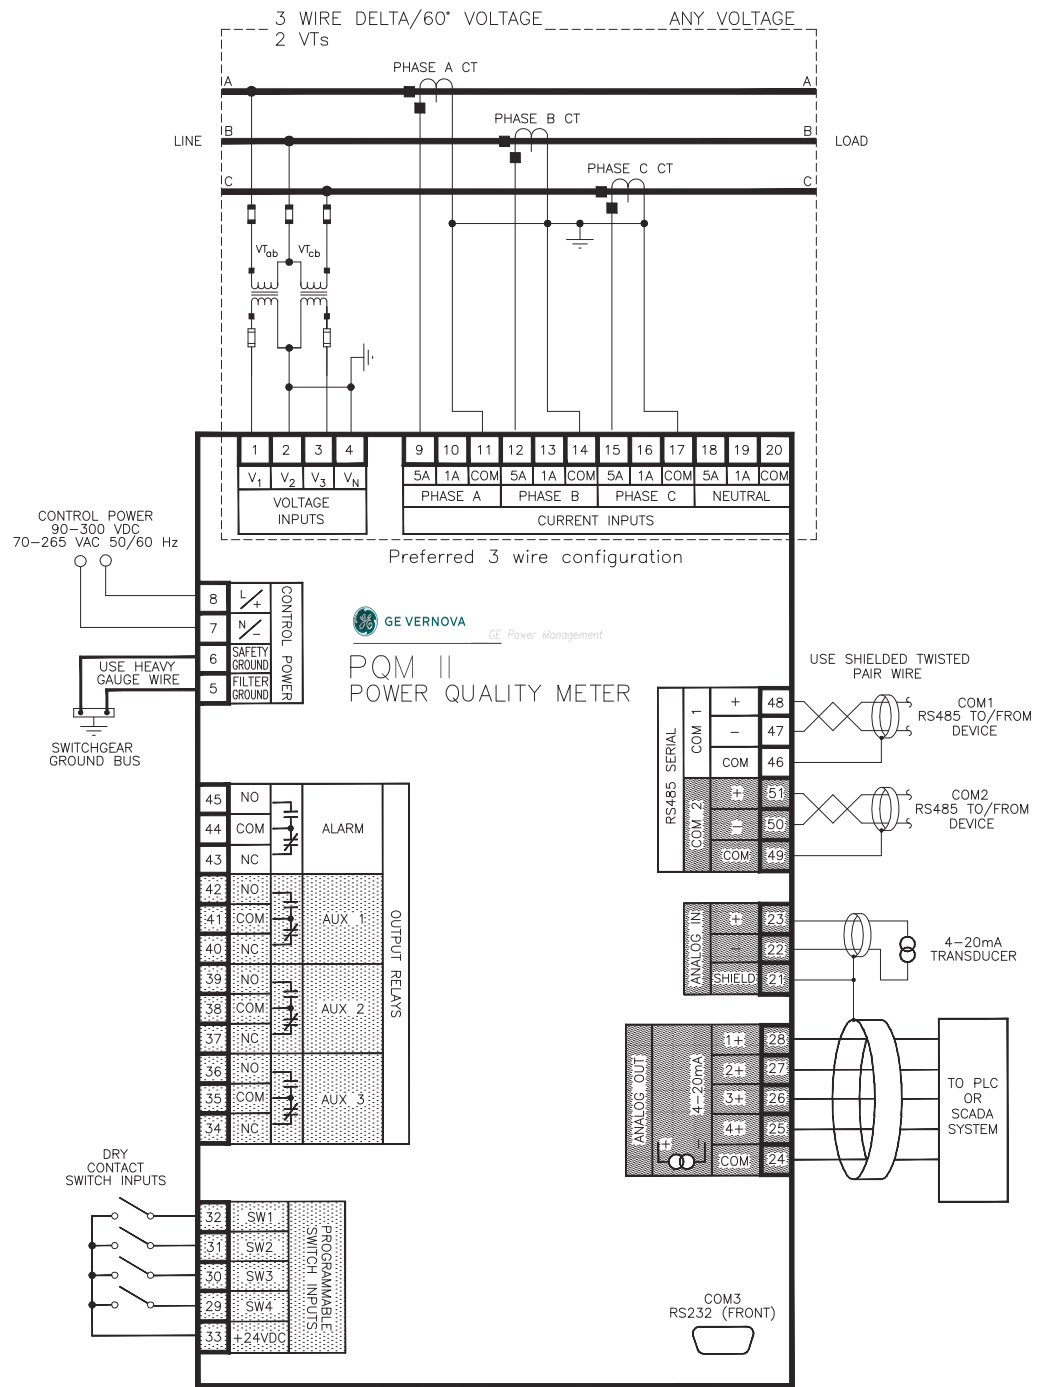 3 WIRE DELTA/60° VOLTAGE
2 VTs
ANY VOLTAGE
PHASE A CT
A
A
PHASE B CT
LINE
B
B
LOAD
PHASE C CT
C
C
VTab
VTcb
1 2 3 4
V1 V2 V3 VN
VOLTAGE
INPUTS
9 10 11 12 13 14 15 16 17 18 19 20
5A 1A COM 5A 1A COM 5A 1A COM 5A 1A COM
PHASE A PHASE B PHASE C NEUTRAL
CURRENT INPUTS
Preferred 3 wire configuration
CONTROL POWER
90-300 VDC
70-265 VAC 50/60 Hz
8 L/+
7 N/-
6 SAFETY
GROUND
5 FILTER
GROUND
CONTROL POWER
USE HEAVY
GAUGE WIRE
SWITCHGEAR
GROUND BUS
GE VERNOVA
GE Power Management
PQM II
POWER QUALITY METER
USE SHIELDED TWISTED
PAIR WIRE
RS485 SERIAL
COM 1
+ 48
- 47
COM 46
COM1
RS485 TO/FROM
DEVICE
COM 2
+ 51
- 50
COM 49
COM2
RS485 TO/FROM
DEVICE
45 NO
44 COM
43 NC
ALARM
42 NO
41 COM
40 NC
AUX 1
39 NO
38 COM
37 NC
AUX 2
36 NO
35 COM
34 NC
AUX 3
OUTPUT RELAYS
ANALOG IN
+ 23
- 22
SHIELD 21
4-20mA
TRANSDUCER
ANALOG OUT
4-20mA
+ -
1+ 28
2+ 27
3+ 26
4+ 25
COM 24
TO PLC
OR
SCADA
SYSTEM
DRY
CONTACT
SWITCH INPUTS
32 SW1
31 SW2
30 SW3
29 SW4
33 +24VDC
PROGRAMMABLE
SWITCH INPUTS
COM3
RS232 (FRONT)